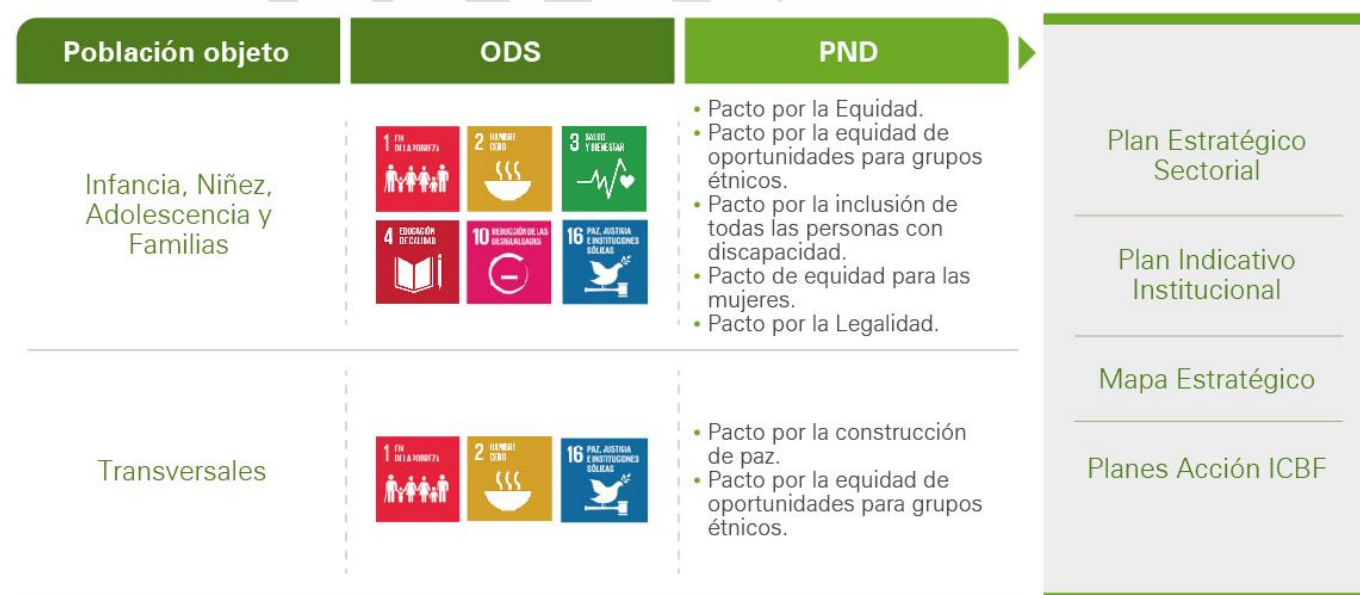 Población objeto
ODS
PND
Infancia, Niñez,
Adolescencia y
Familias
1 FIN
DE LA POBREZA
2 HAMBRE
CERO
3 SALUD
Y BIENESTAR
4 EDUCACIÓN
DE CALIDAD
10 REDUCCIÓN DE LAS
DESIGUALDADES
16 PAZ, JUSTICIA
E INSTITUCIONES
SÓLIDAS
• Pacto por la Equidad.
• Pacto por la equidad de
oportunidades para grupos
étnicos.
• Pacto por la inclusión de
todas las personas con
discapacidad.
• Pacto de equidad para las
mujeres.
• Pacto por la Legalidad.
Transversales
1 FIN
DE LA POBREZA
2 HAMBRE
CERO
16 PAZ, JUSTICIA
E INSTITUCIONES
SÓLIDAS
• Pacto por la construcción
de paz.
• Pacto por la equidad de
oportunidades para grupos
étnicos.
Plan Estratégico
Sectorial
Plan Indicativo
Institucional
Mapa Estratégico
Planes Acción ICBF